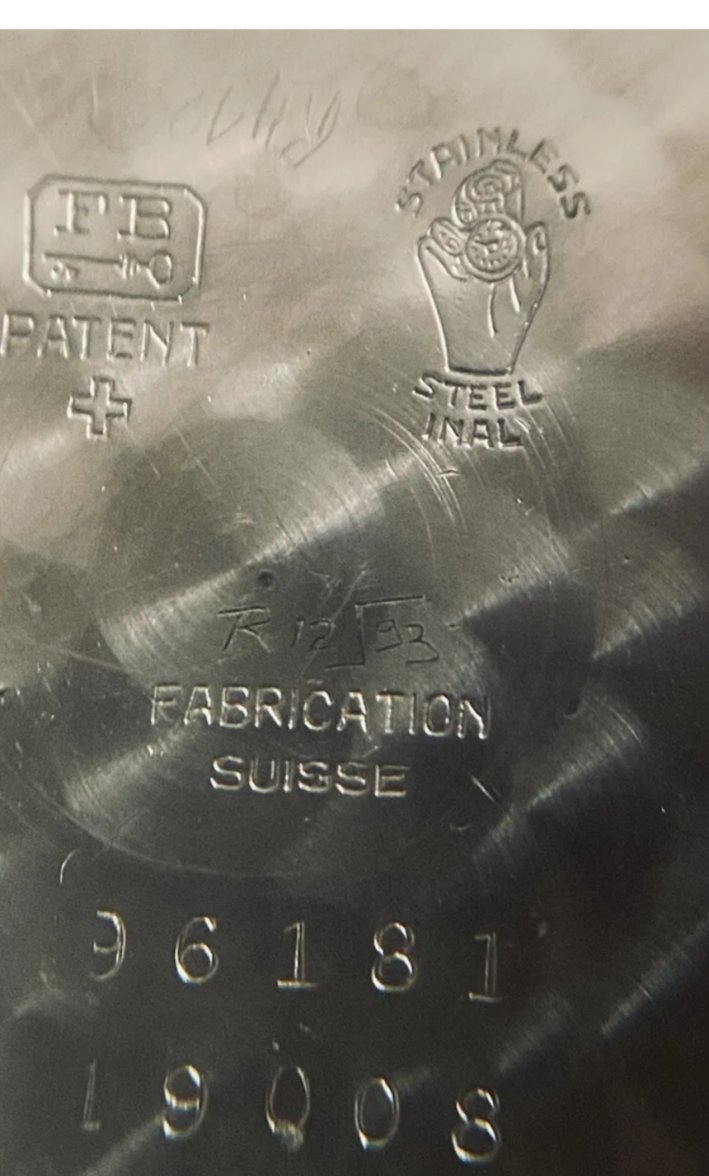 FB
PATENT
STAINLESS
STEEL
INAL
R 12 93
FABRICATION
SUISSE
96181
19008